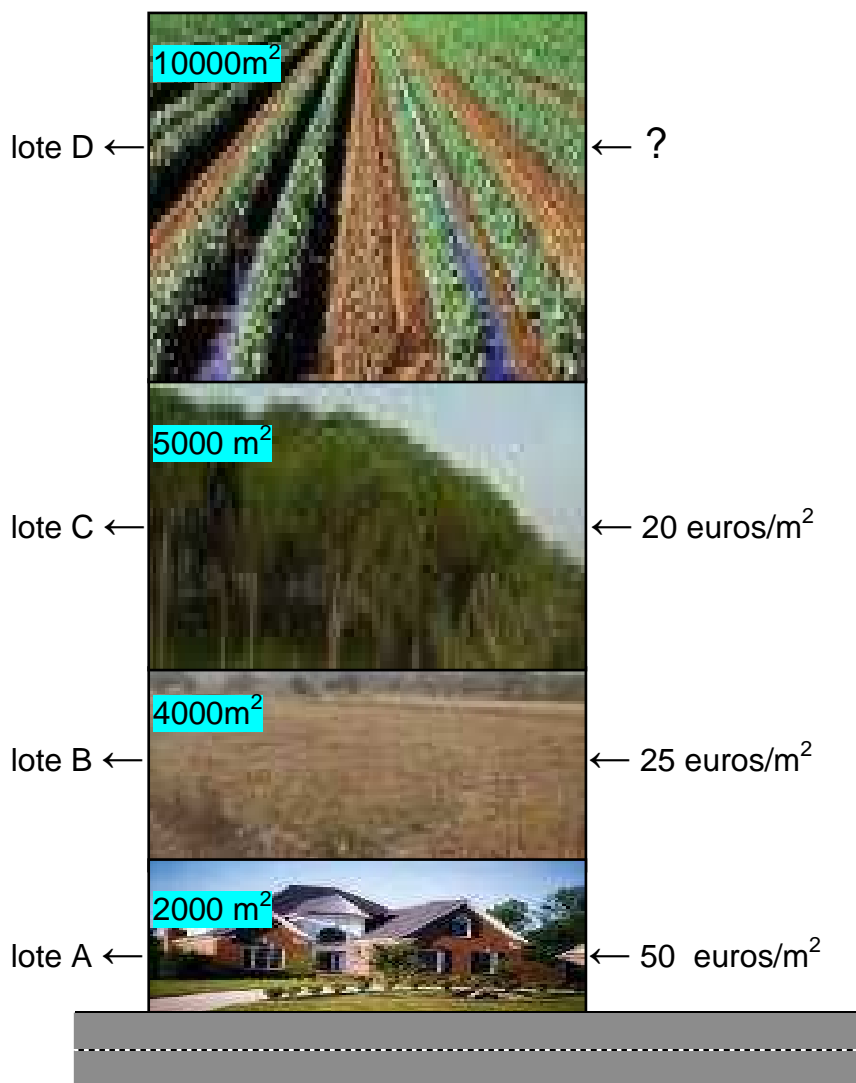 10000m²
lote D ← ← ?
5000 m²
lote C ← ← 20 euros/m²
4000m²
lote B ← ← 25 euros/m²
2000 m²
lote A ← ← 50 euros/m²